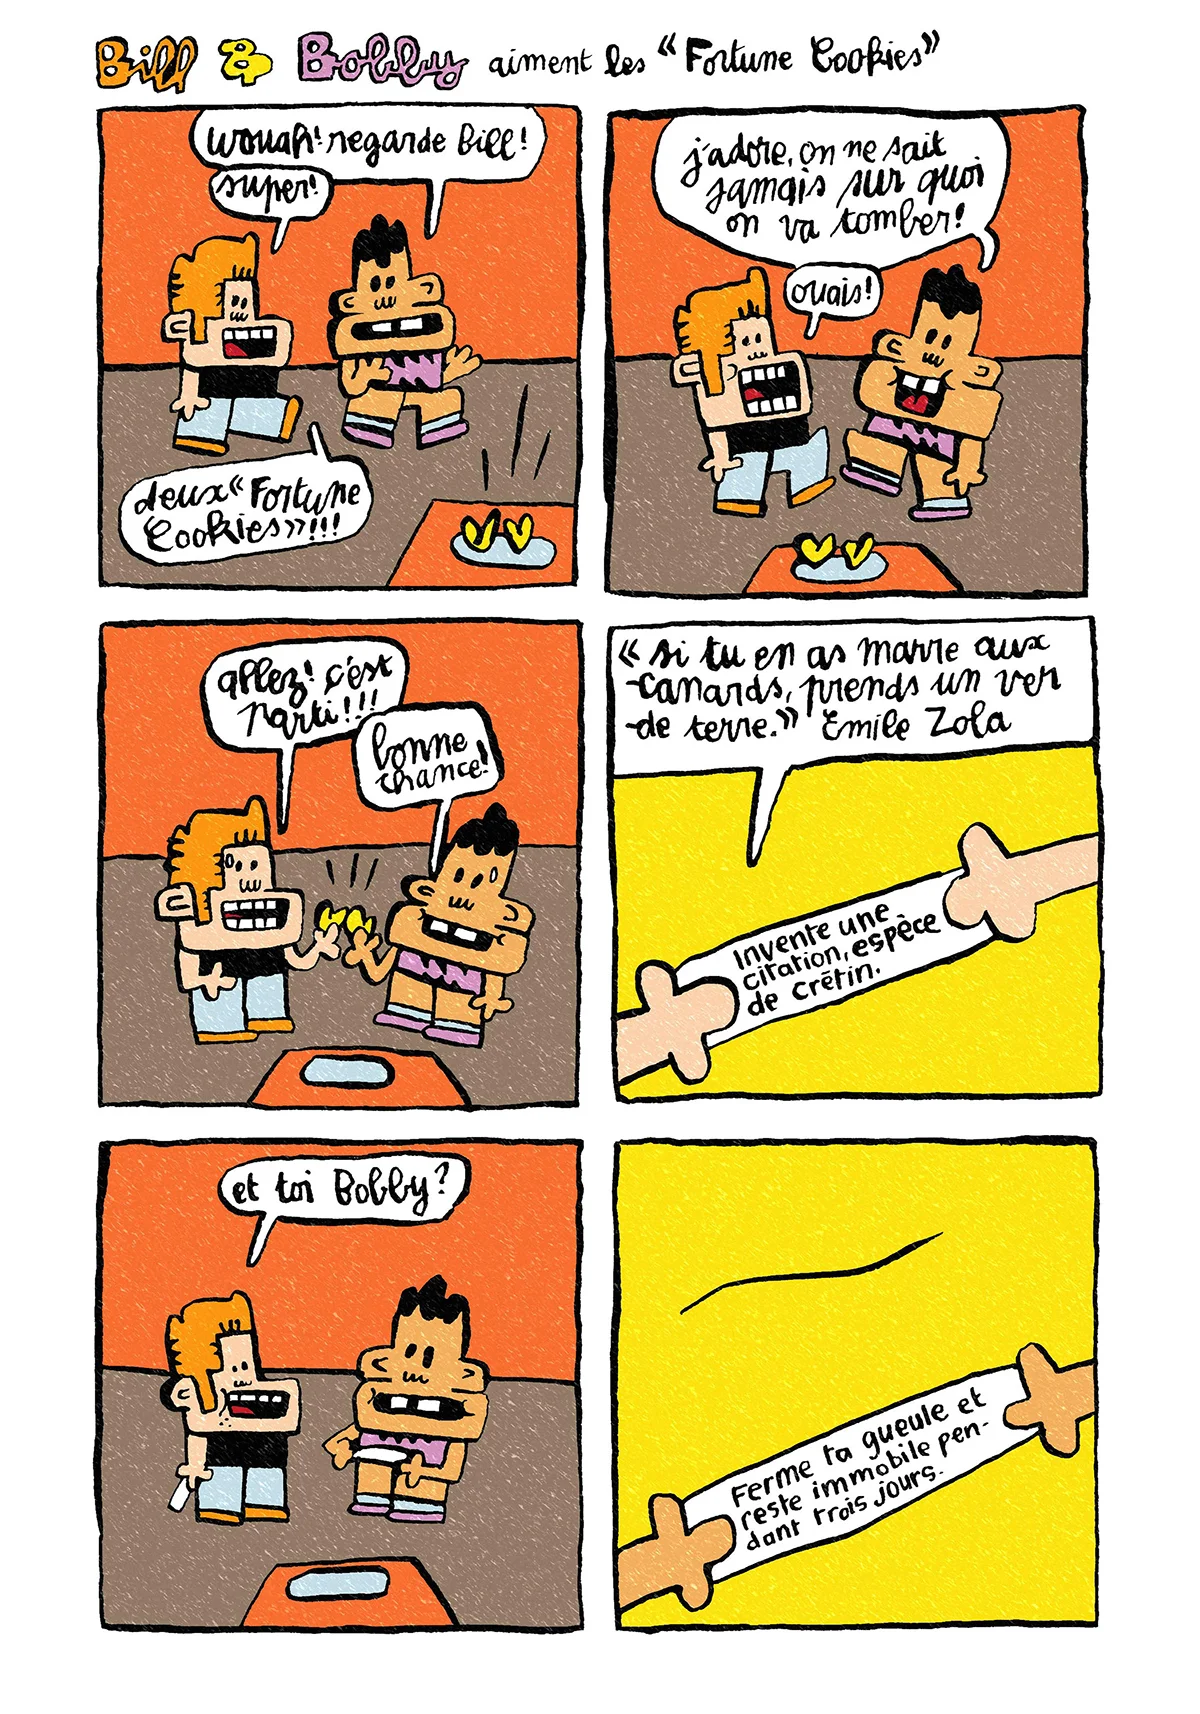 Bill & Bobby aiment les “Fortune Cookies”
wouah! regarde Bill!
super!
deux “Fortune
Cookies”!!!
j'adore, on ne sait
jamais sur quoi
on va tomber!
ouais!
allez! c'est
parti!!!
bonne
chance!
“si tu en as marre aux
canards, prends un ver
de terre.” Emile Zola
Invente une
citation, espèce
de crétin.
et toi Bobby?
Ferme ta gueule et
reste immobile pen-
dant trois jours.